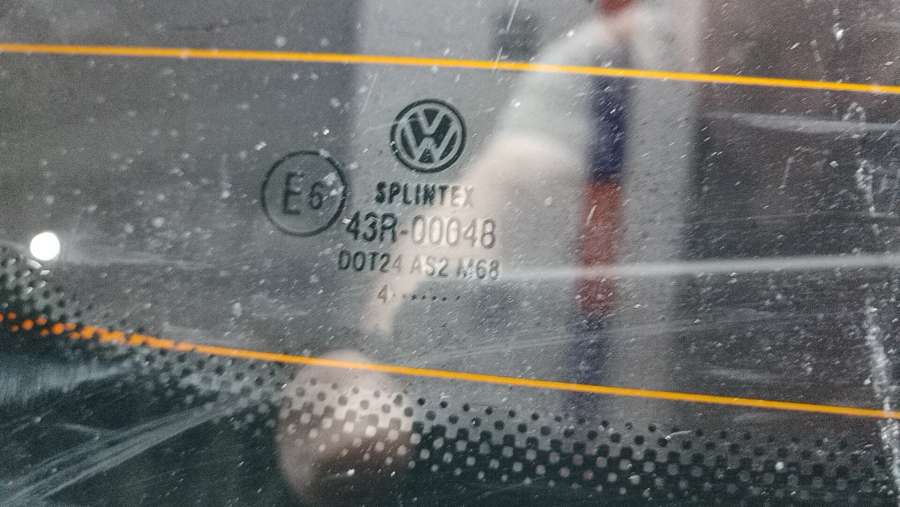 VW
E6
SPLINTEX
43R-00048
DOT24 AS2 M68
4·······